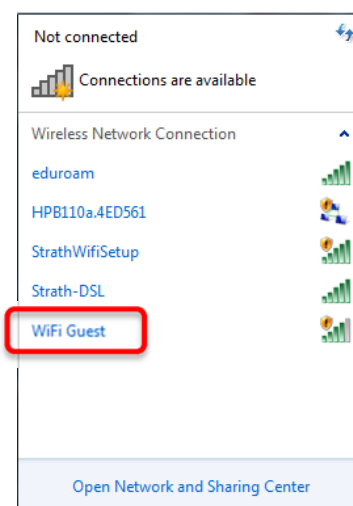 Not connected
Connections are available
Wireless Network Connection
eduroam
HPB110a.4ED561
StrathWifiSetup
Strath-DSL
WiFi Guest
Open Network and Sharing Center